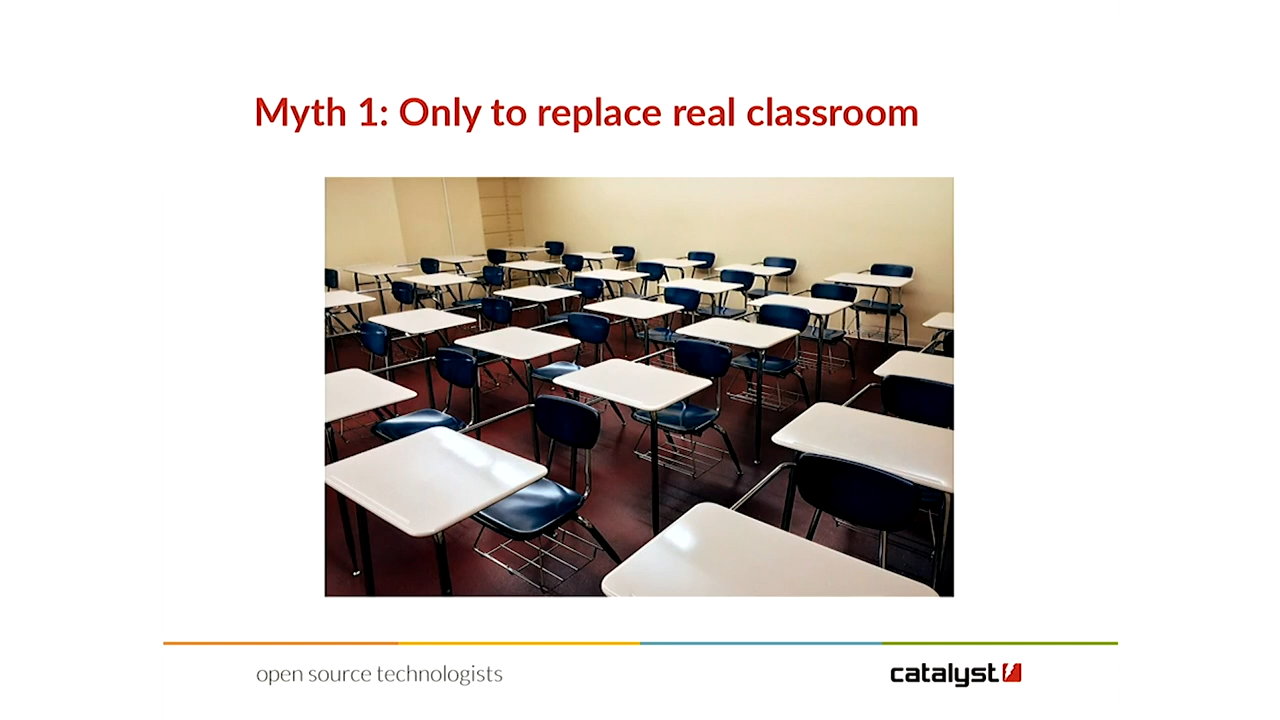 Myth 1: Only to replace real classroom
open source technologists
catalyst